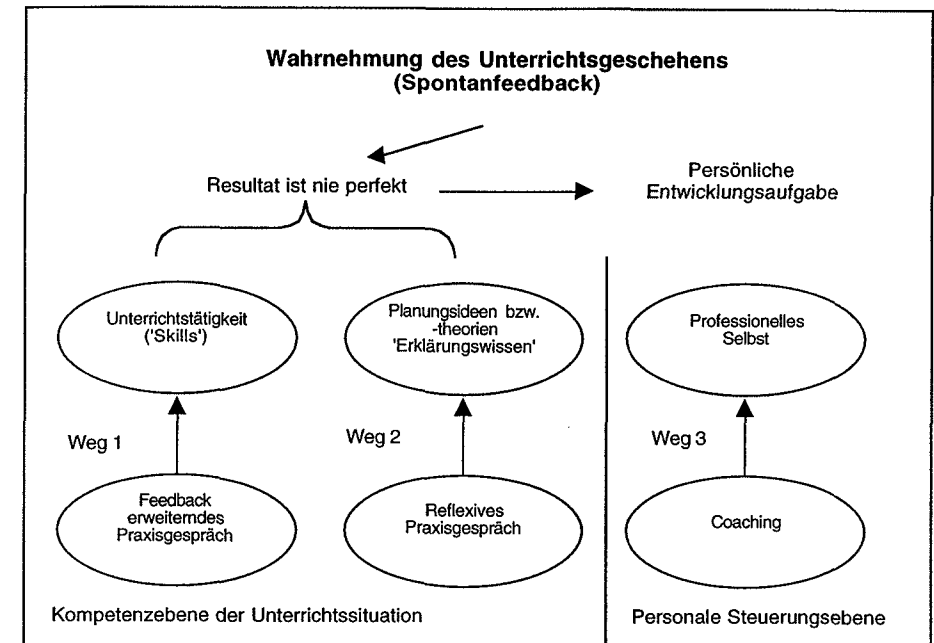 Wahrnehmung des Unterrichtsgeschehens
(Spontanfeedback)
Resultat ist nie perfekt
Persönliche
Entwicklungsaufgabe
Unterrichtstätigkeit
('Skills')
Planungsideen bzw.
-theorien
'Erklärungswissen'
Professionelles
Selbst
Weg 1
Weg 2
Weg 3
Feedback
erweiterndes
Praxisgespräch
Reflexives
Praxisgespräch
Coaching
Kompetenzebene der Unterrichtssituation
Personale Steuerungsebene